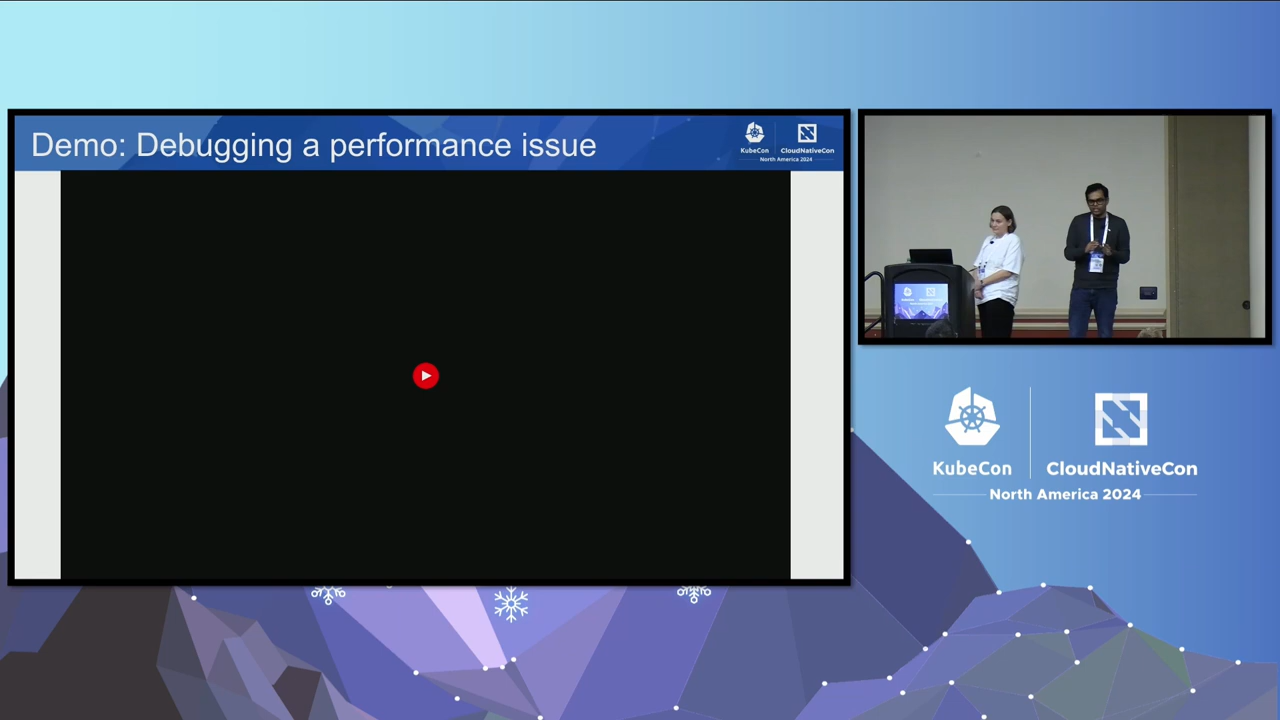 Demo: Debugging a performance issue
KubeCon
CloudNativeCon
North America 2024
KubeCon
CloudNativeCon
North America 2024